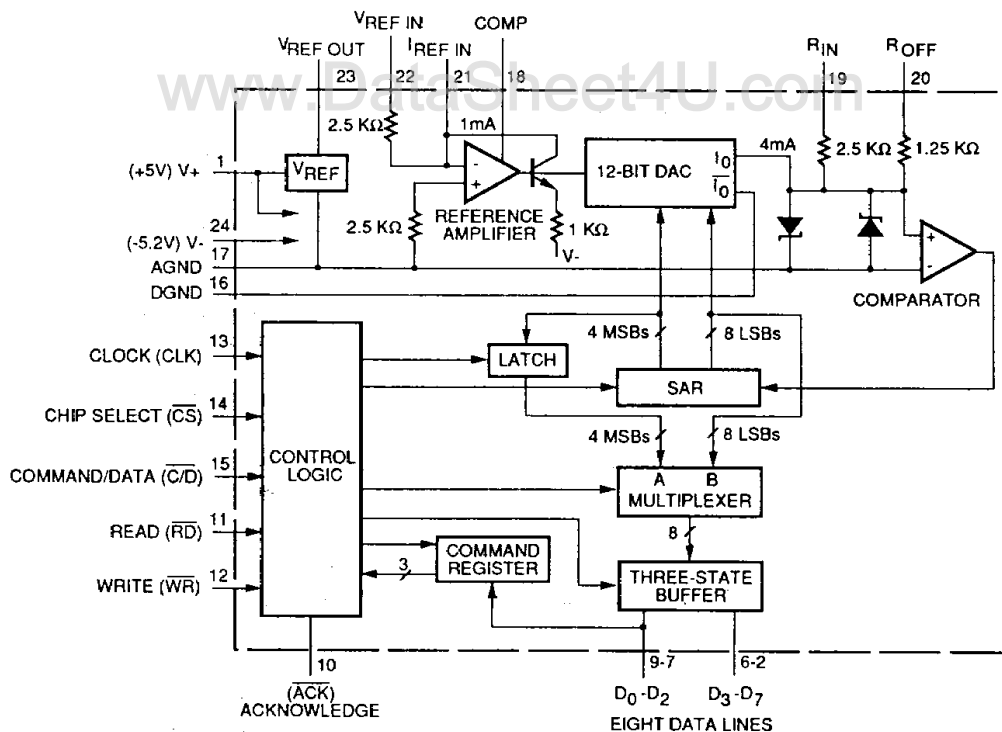 VREF IN
COMP
VREF OUT
IREF IN
RIN
ROFF
23
22
21
18
19
20
www.DataSheet4U.com
2.5 KΩ
1mA
4mA
2.5 KΩ
1.25 KΩ
(+5V) V+
1
VREF
-
+
12-BIT DAC
I0
I̅0̅
2.5 KΩ
REFERENCE
AMPLIFIER
1 KΩ
V-
+
-
COMPARATOR
24
(-5.2V) V-
17
AGND
16
DGND
4 MSBs
8 LSBs
LATCH
SAR
13
CLOCK (CLK)
14
CHIP SELECT (C̅S̅)
4 MSBs
8 LSBs
CONTROL
LOGIC
15
COMMAND/DATA (C̅/D̅)
A
B
MULTIPLEXER
11
READ (R̅D̅)
8
COMMAND
REGISTER
3
12
WRITE (W̅R̅)
THREE-STATE
BUFFER
10
9-7
6-2
(A̅C̅K̅)
ACKNOWLEDGE
D0-D2
D3-D7
EIGHT DATA LINES